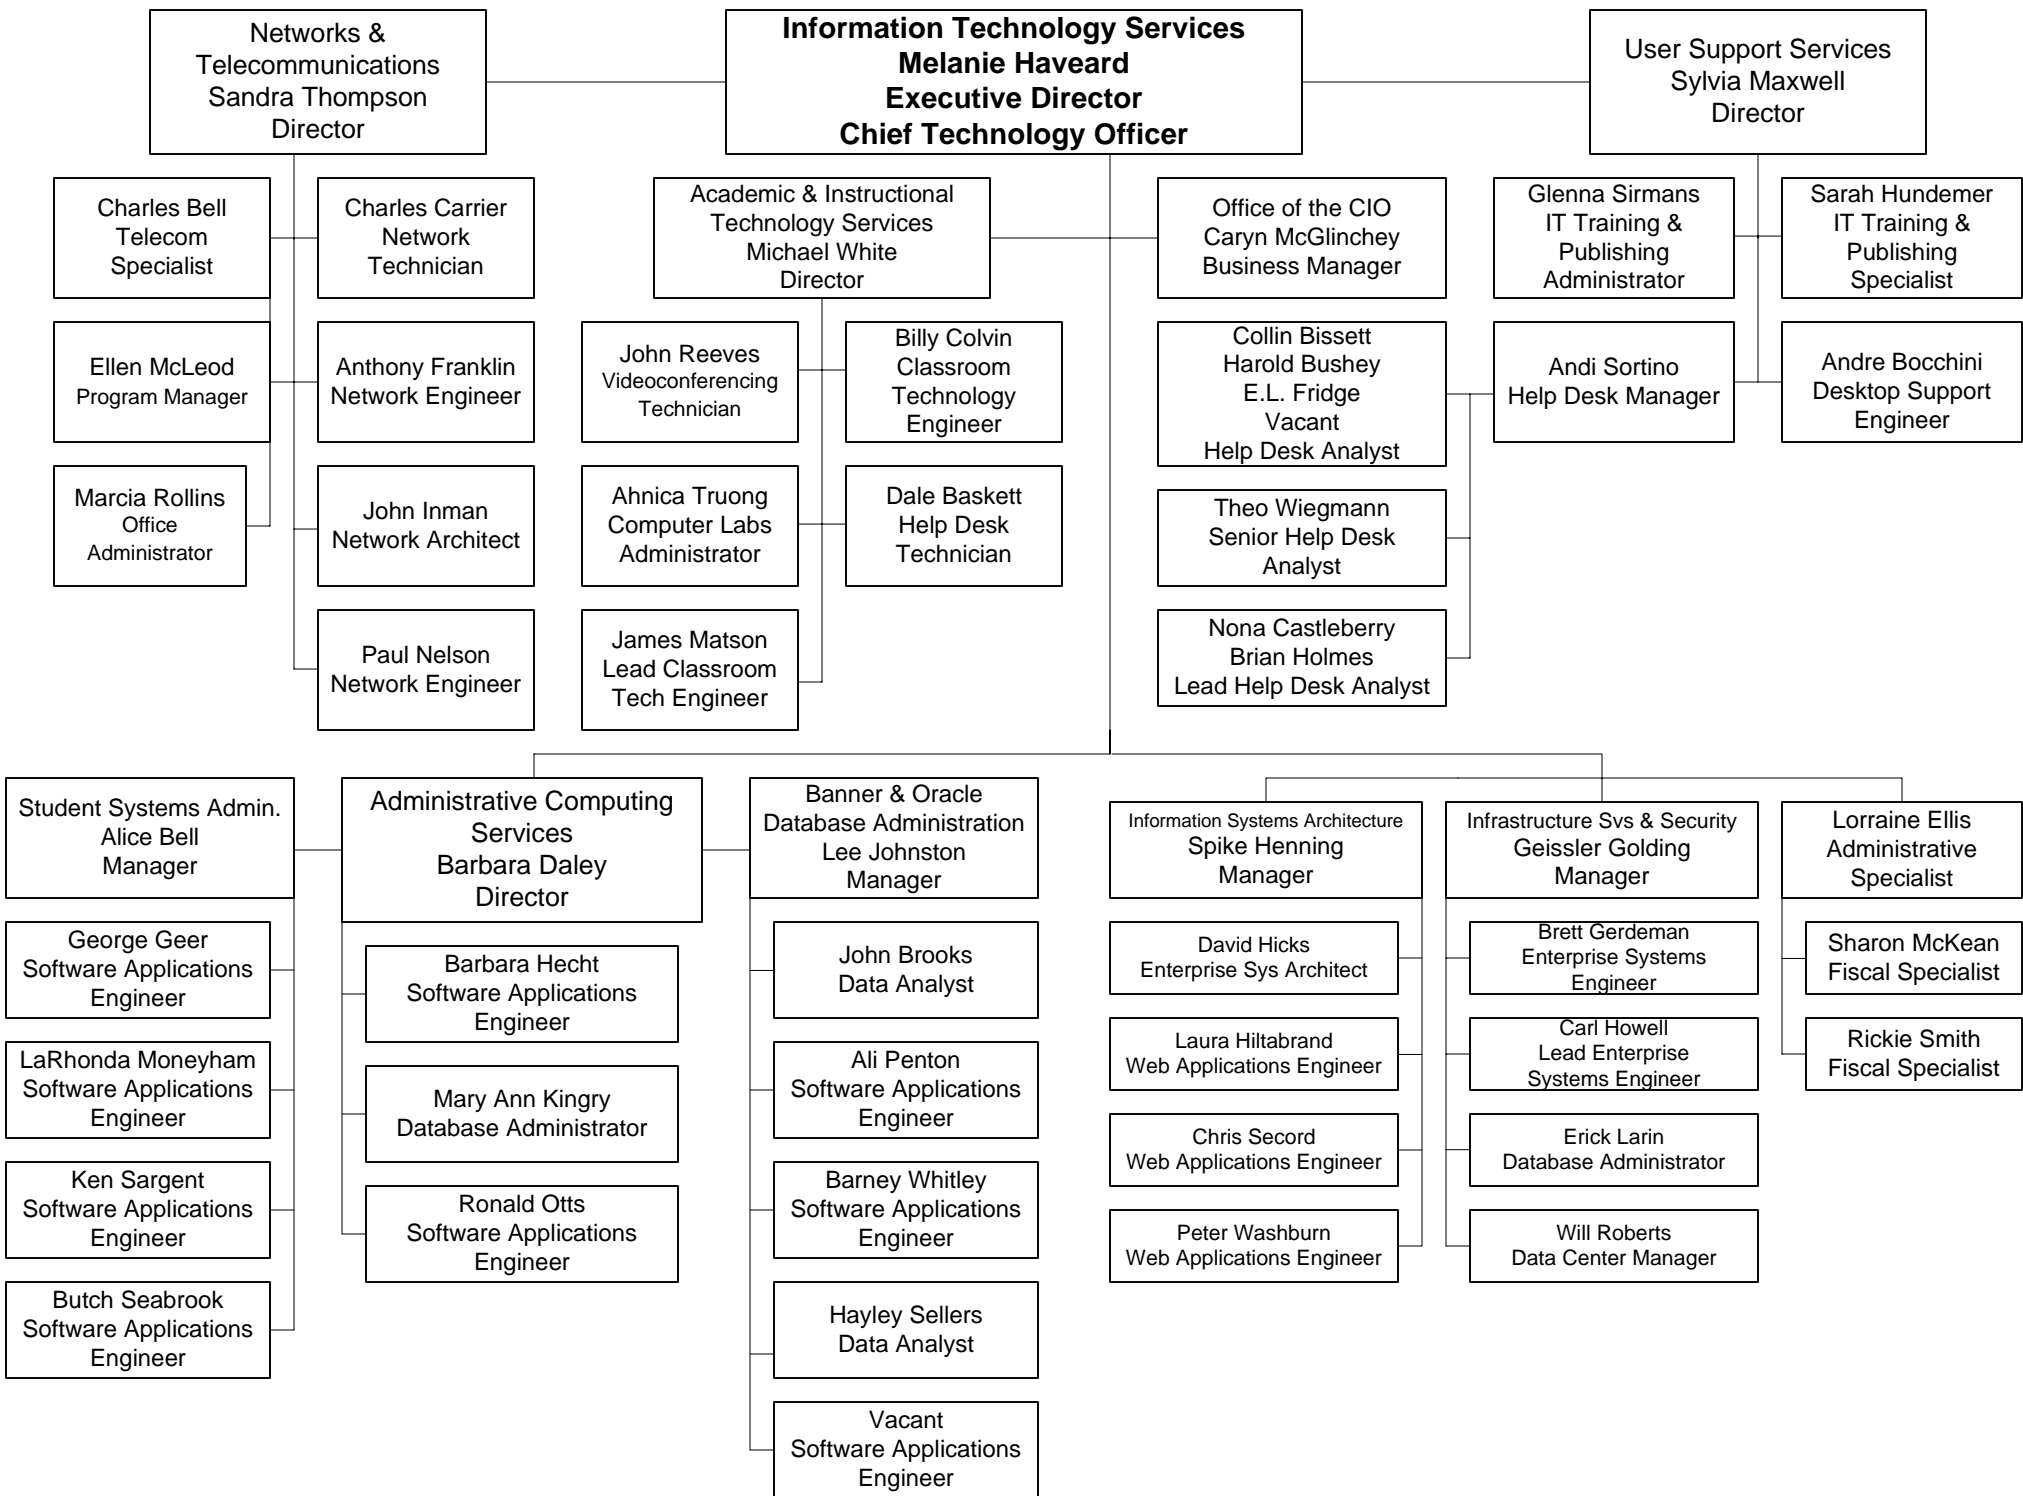 Networks &
Telecommunications
Sandra Thompson
Director
Information Technology Services
Melanie Haveard
Executive Director
Chief Technology Officer
User Support Services
Sylvia Maxwell
Director
Charles Bell
Telecom
Specialist
Charles Carrier
Network
Technician
Academic & Instructional
Technology Services
Michael White
Director
Office of the CIO
Caryn McGlinchey
Business Manager
Glenna Sirmans
IT Training &
Publishing
Administrator
Sarah Hundemer
IT Training &
Publishing
Specialist
Ellen McLeod
Program Manager
Anthony Franklin
Network Engineer
John Reeves
Videoconferencing
Technician
Billy Colvin
Classroom
Technology
Engineer
Collin Bissett
Harold Bushey
E.L. Fridge
Vacant
Help Desk Analyst
Andi Sortino
Help Desk Manager
Andre Bocchini
Desktop Support
Engineer
Marcia Rollins
Office
Administrator
John Inman
Network Architect
Ahnica Truong
Computer Labs
Administrator
Dale Baskett
Help Desk
Technician
Theo Wiegmann
Senior Help Desk
Analyst
Paul Nelson
Network Engineer
James Matson
Lead Classroom
Tech Engineer
Nona Castleberry
Brian Holmes
Lead Help Desk Analyst
Student Systems Admin.
Alice Bell
Manager
Administrative Computing
Services
Barbara Daley
Director
Banner & Oracle
Database Administration
Lee Johnston
Manager
Information Systems Architecture
Spike Henning
Manager
Infrastructure Svs & Security
Geissler Golding
Manager
Lorraine Ellis
Administrative
Specialist
George Geer
Software Applications
Engineer
Barbara Hecht
Software Applications
Engineer
John Brooks
Data Analyst
David Hicks
Enterprise Sys Architect
Brett Gerdeman
Enterprise Systems
Engineer
Sharon McKean
Fiscal Specialist
LaRhonda Moneyham
Software Applications
Engineer
Mary Ann Kingry
Database Administrator
Ali Penton
Software Applications
Engineer
Laura Hiltabrand
Web Applications Engineer
Carl Howell
Lead Enterprise
Systems Engineer
Rickie Smith
Fiscal Specialist
Ken Sargent
Software Applications
Engineer
Ronald Otts
Software Applications
Engineer
Barney Whitley
Software Applications
Engineer
Chris Secord
Web Applications Engineer
Erick Larin
Database Administrator
Peter Washburn
Web Applications Engineer
Will Roberts
Data Center Manager
Butch Seabrook
Software Applications
Engineer
Hayley Sellers
Data Analyst
Vacant
Software Applications
Engineer